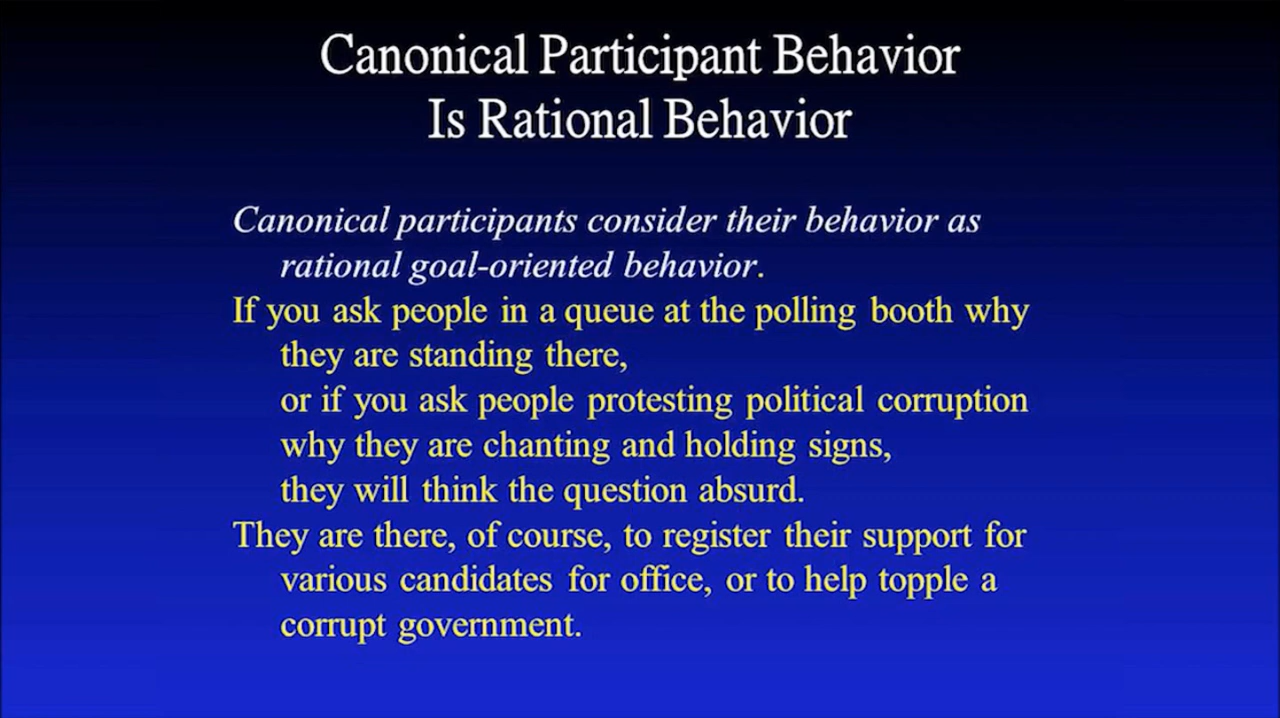 Canonical Participant Behavior
Is Rational Behavior
Canonical participants consider their behavior as
rational goal-oriented behavior.
If you ask people in a queue at the polling booth why
they are standing there,
or if you ask people protesting political corruption
why they are chanting and holding signs,
they will think the question absurd.
They are there, of course, to register their support for
various candidates for office, or to help topple a
corrupt government.